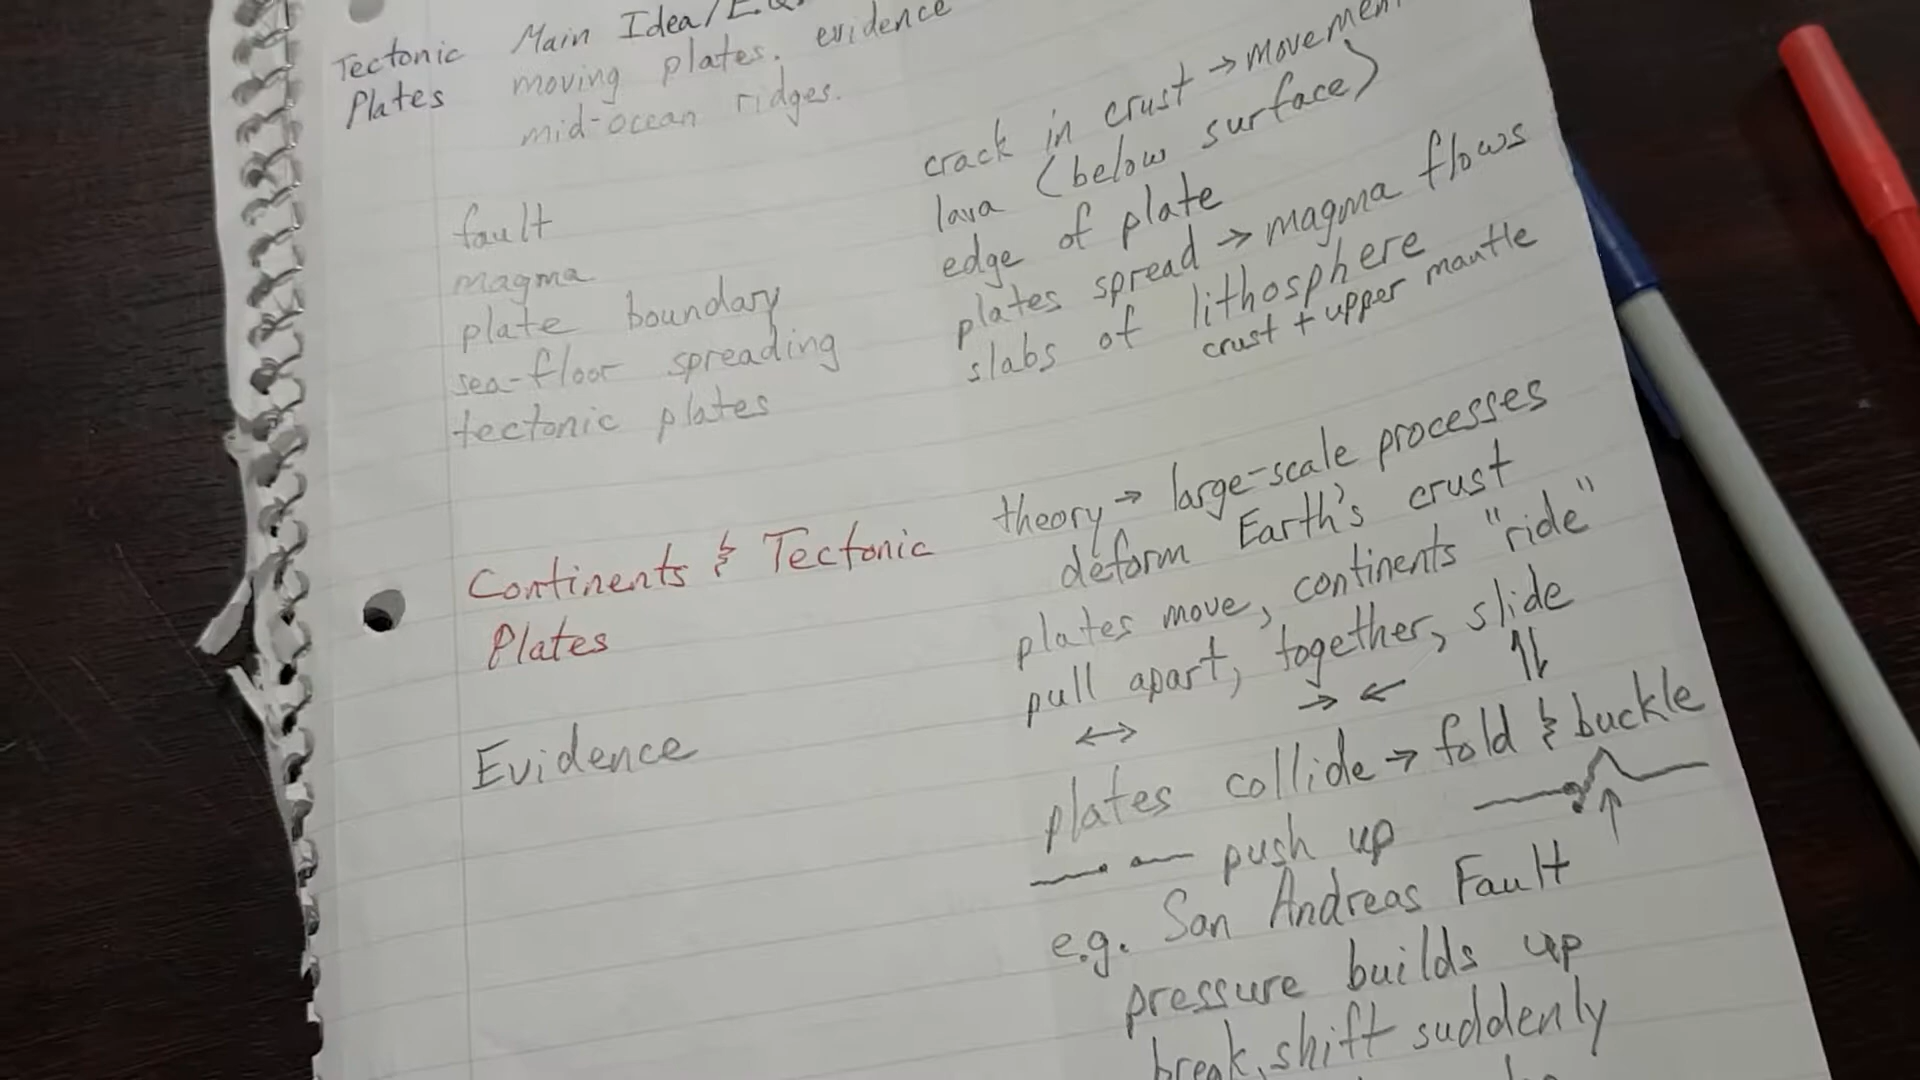 Tectonic Plates
Main Idea/
moving plates. evidence
mid-ocean ridges.
fault
crack in crust → movement
magma
lava (below surface)
plate boundary
edge of plate
sea-floor spreading
plates spread → magma flows
tectonic plates
slabs of lithosphere
crust + upper mantle
Continents & Tectonic
Plates
theory → large-scale processes
deform Earth's crust
plates move, continents "ride"
pull apart, together, slide
Evidence
plates collide → fold & buckle
push up
e.g. San Andreas Fault
pressure builds up
break, shift suddenly